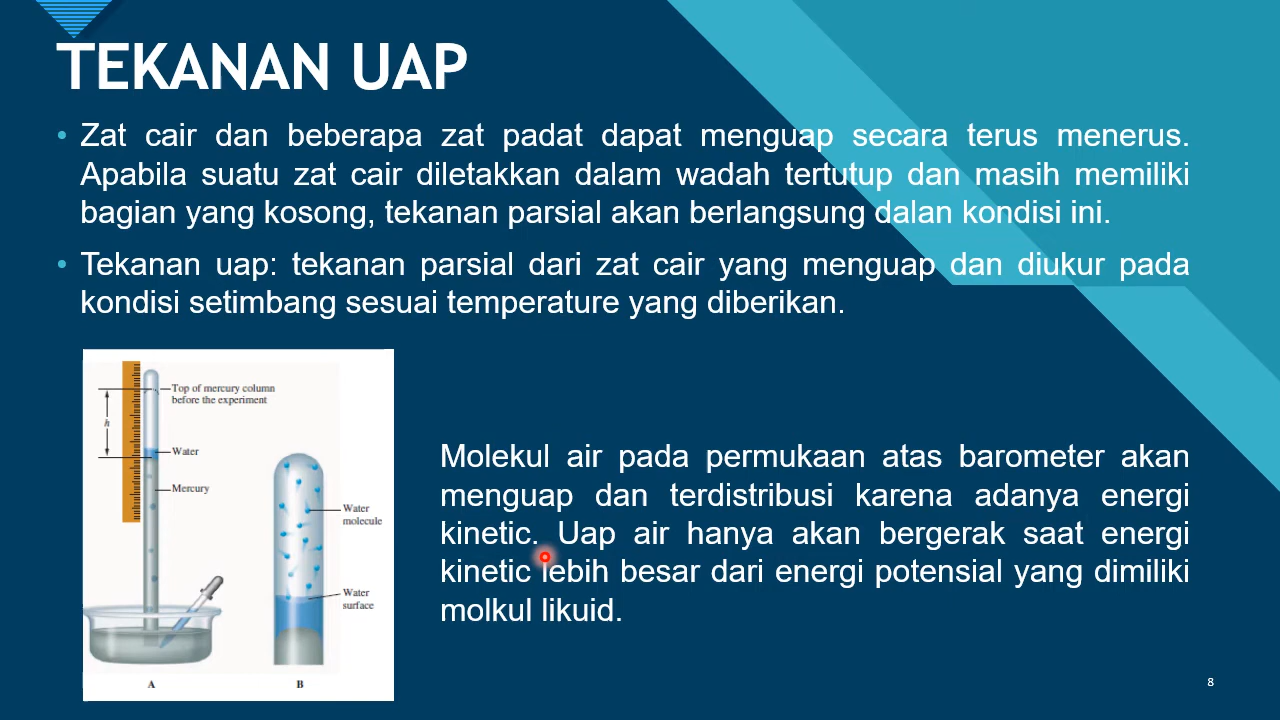 TEKANAN UAP
• Zat cair dan beberapa zat padat dapat menguap secara terus menerus.
Apabila suatu zat cair diletakkan dalam wadah tertutup dan masih memiliki
bagian yang kosong, tekanan parsial akan berlangsung dalan kondisi ini.
• Tekanan uap: tekanan parsial dari zat cair yang menguap dan diukur pada
kondisi setimbang sesuai temperature yang diberikan.
Top of mercury column
before the experiment
h
Water
Mercury
Water
molecule
Water
surface
A
B
Molekul air pada permukaan atas barometer akan
menguap dan terdistribusi karena adanya energi
kinetic. Uap air hanya akan bergerak saat energi
kinetic lebih besar dari energi potensial yang dimiliki
molkul likuid.
8